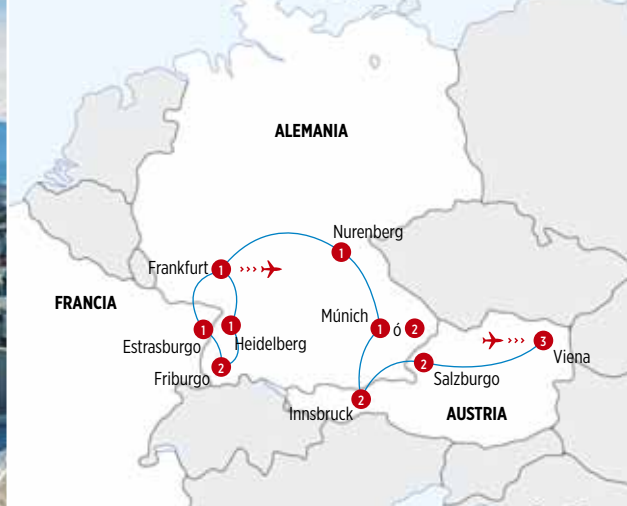 ALEMANIA
Nurenberg
1
Frankfurt 1
FRANCIA
Múnich 1 ó 2
1 1
Estrasburgo Heidelberg
3
Viena
2 2
Friburgo Salzburgo
2
Innsbruck AUSTRIA